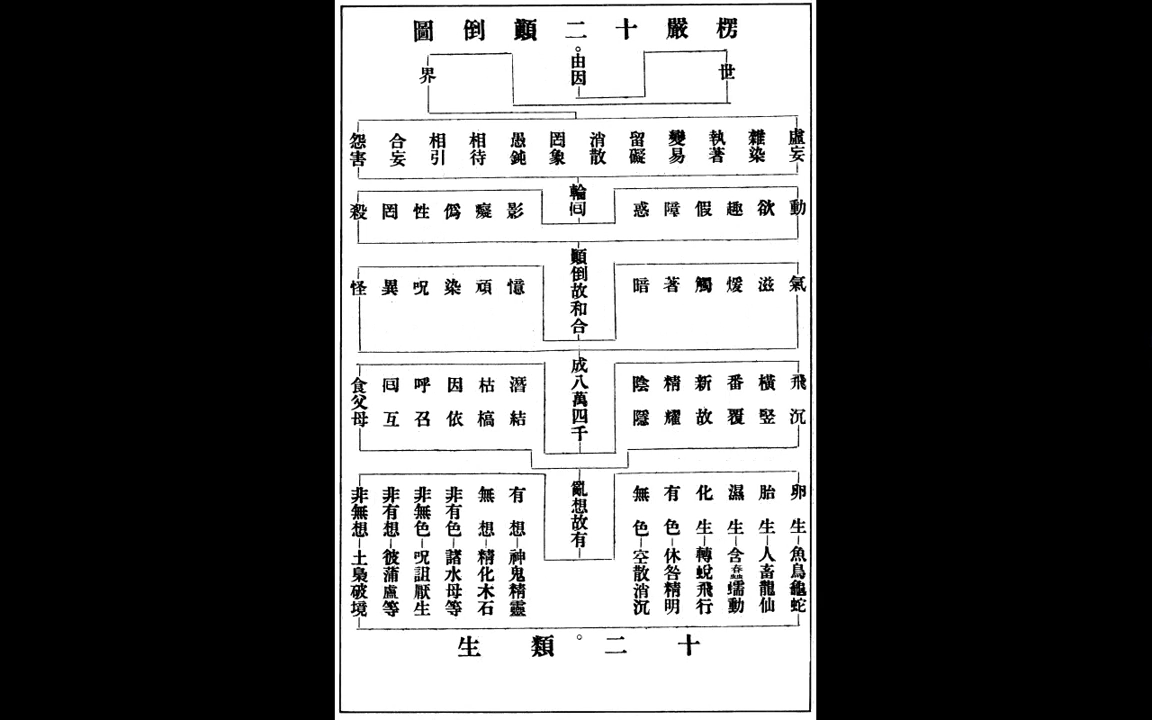 楞嚴十二顚倒圖
世
由因
界
虛妄
雜染
執著
變易
留礙
消散
罔象
愚鈍
相待
相引
合妄
怨害
輪回
動
欲
趣
假
障
惑
影
癡
僞
性
罔
殺
顚倒故和合
氣
滋
煖
觸
著
暗
憶
頑
染
呪
異
怪
成八萬四千
飛沉
橫竪
番覆
新故
精耀
陰隱
潛結
枯槁
因依
呼召
回互
食父母
亂想故有
卵生 魚鳥龜蛇
胎生 人畜龍仙
濕生 含蠢蠕動
化生 轉蛻飛行
有色 休咎精明
無色 空散消沉
有想 神鬼精靈
無想 精化木石
非有色 諸水母等
非無色 呪詛厭生
非有想 彼蒲盧等
非無想 土梟破境
十二類生